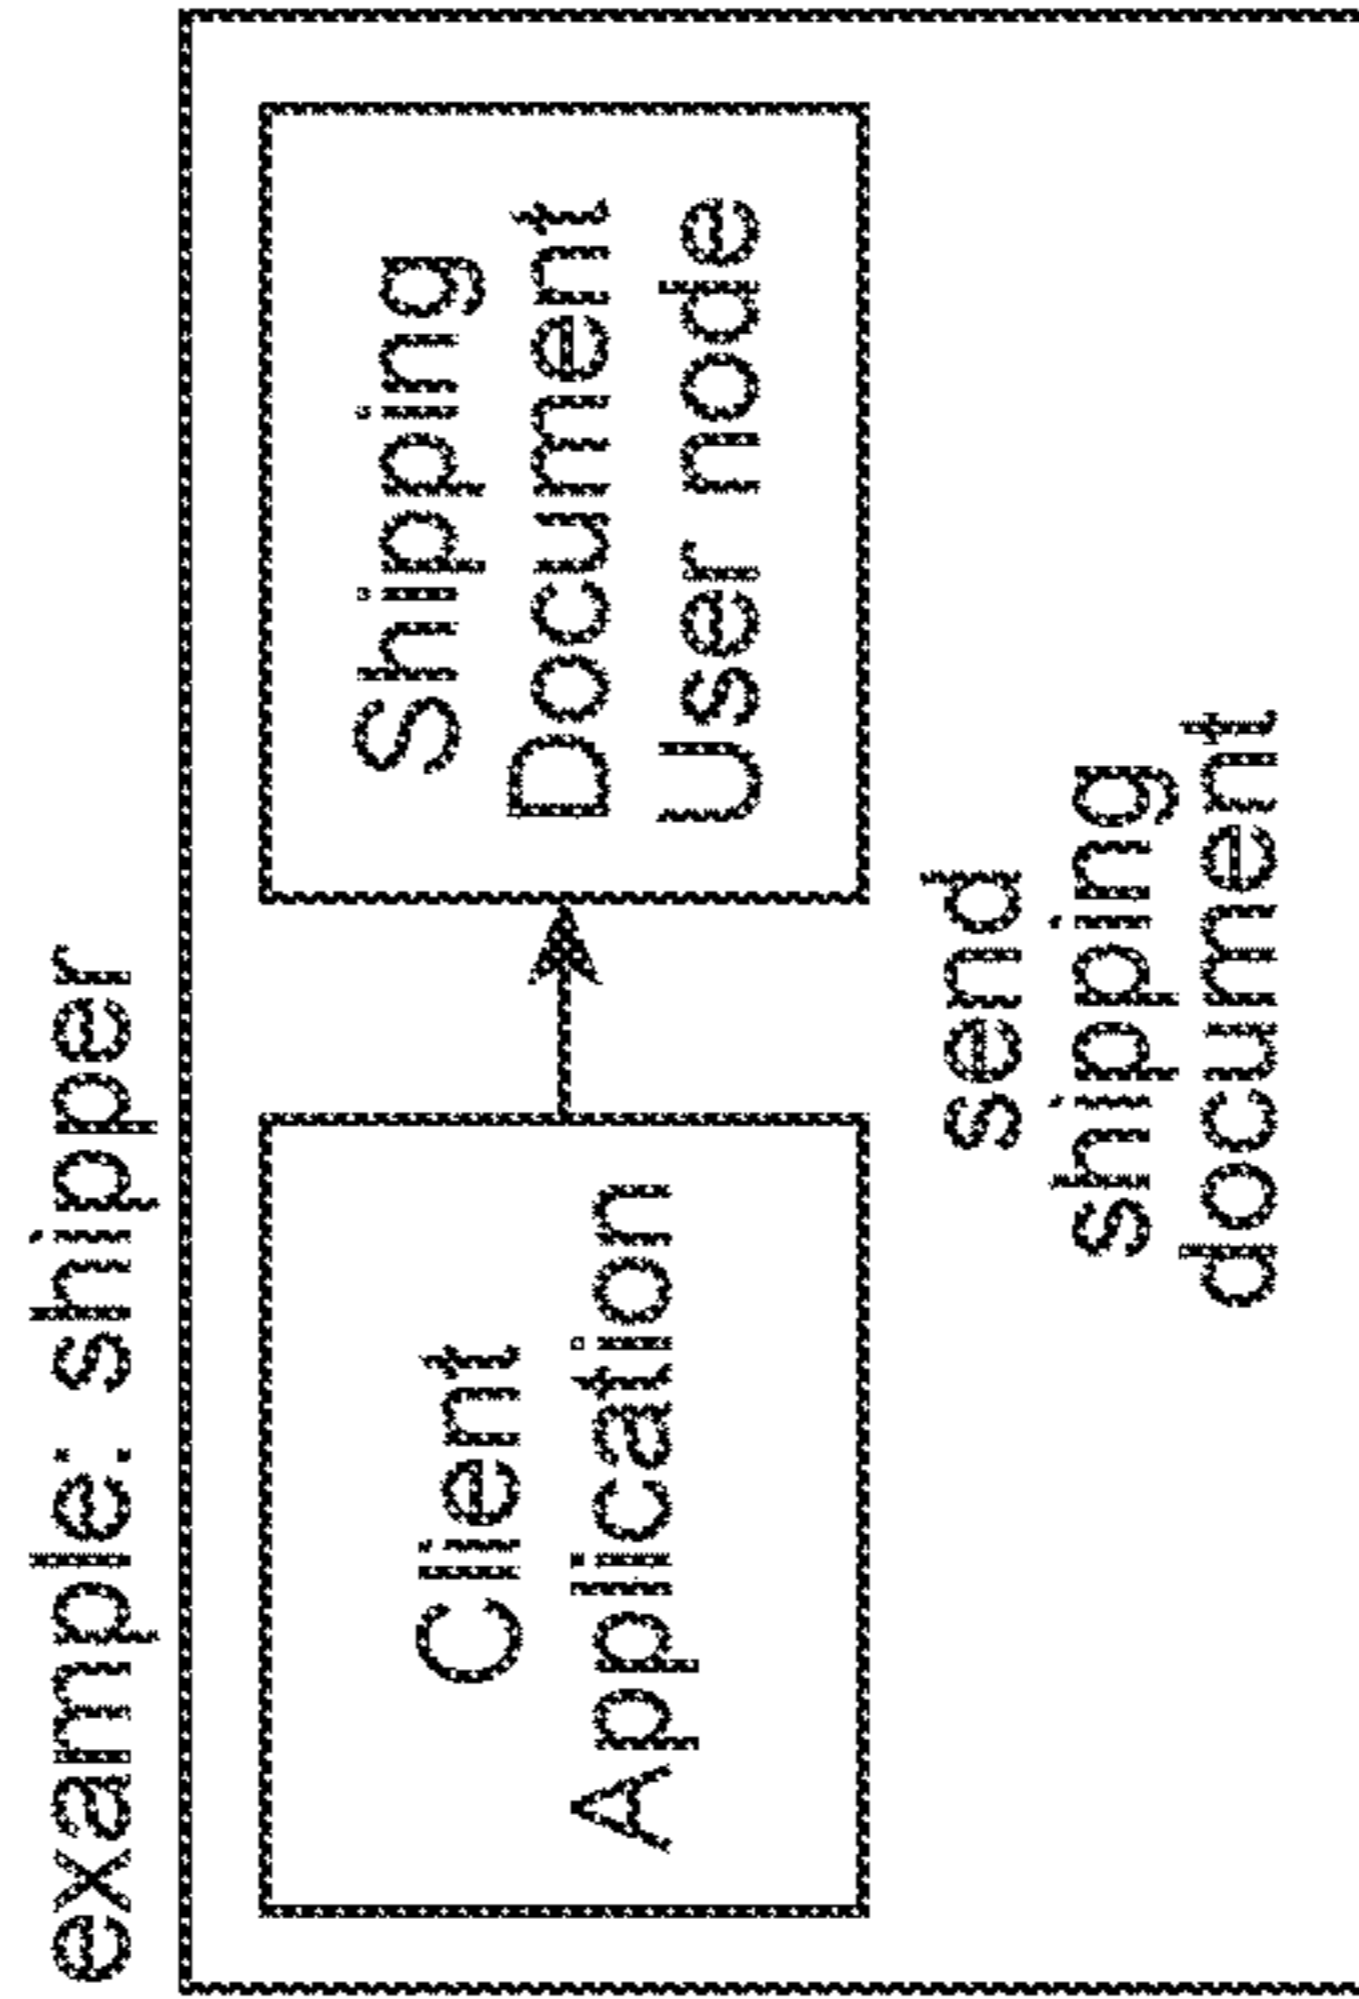 example: shipper
Client
Application
Shipping
Document
User node
send
shipping
document